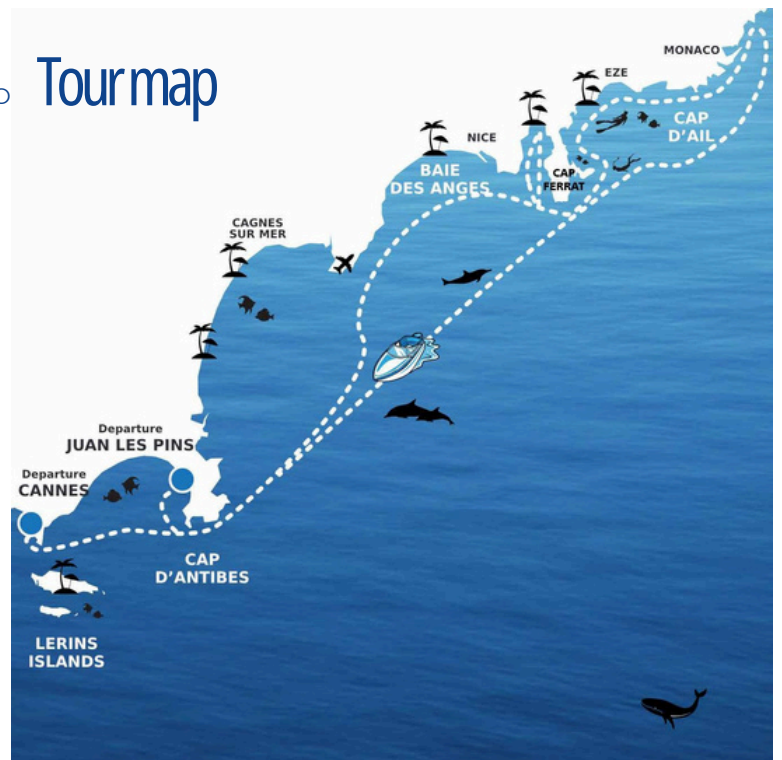 Tour map
MONACO
EZE
CAP
D'AIL
NICE
BAIE
DES ANGES
CAP
FERRAT
CAGNES
SUR MER
Departure
JUAN LES PINS
Departure
CANNES
CAP
D'ANTIBES
LERINS
ISLANDS